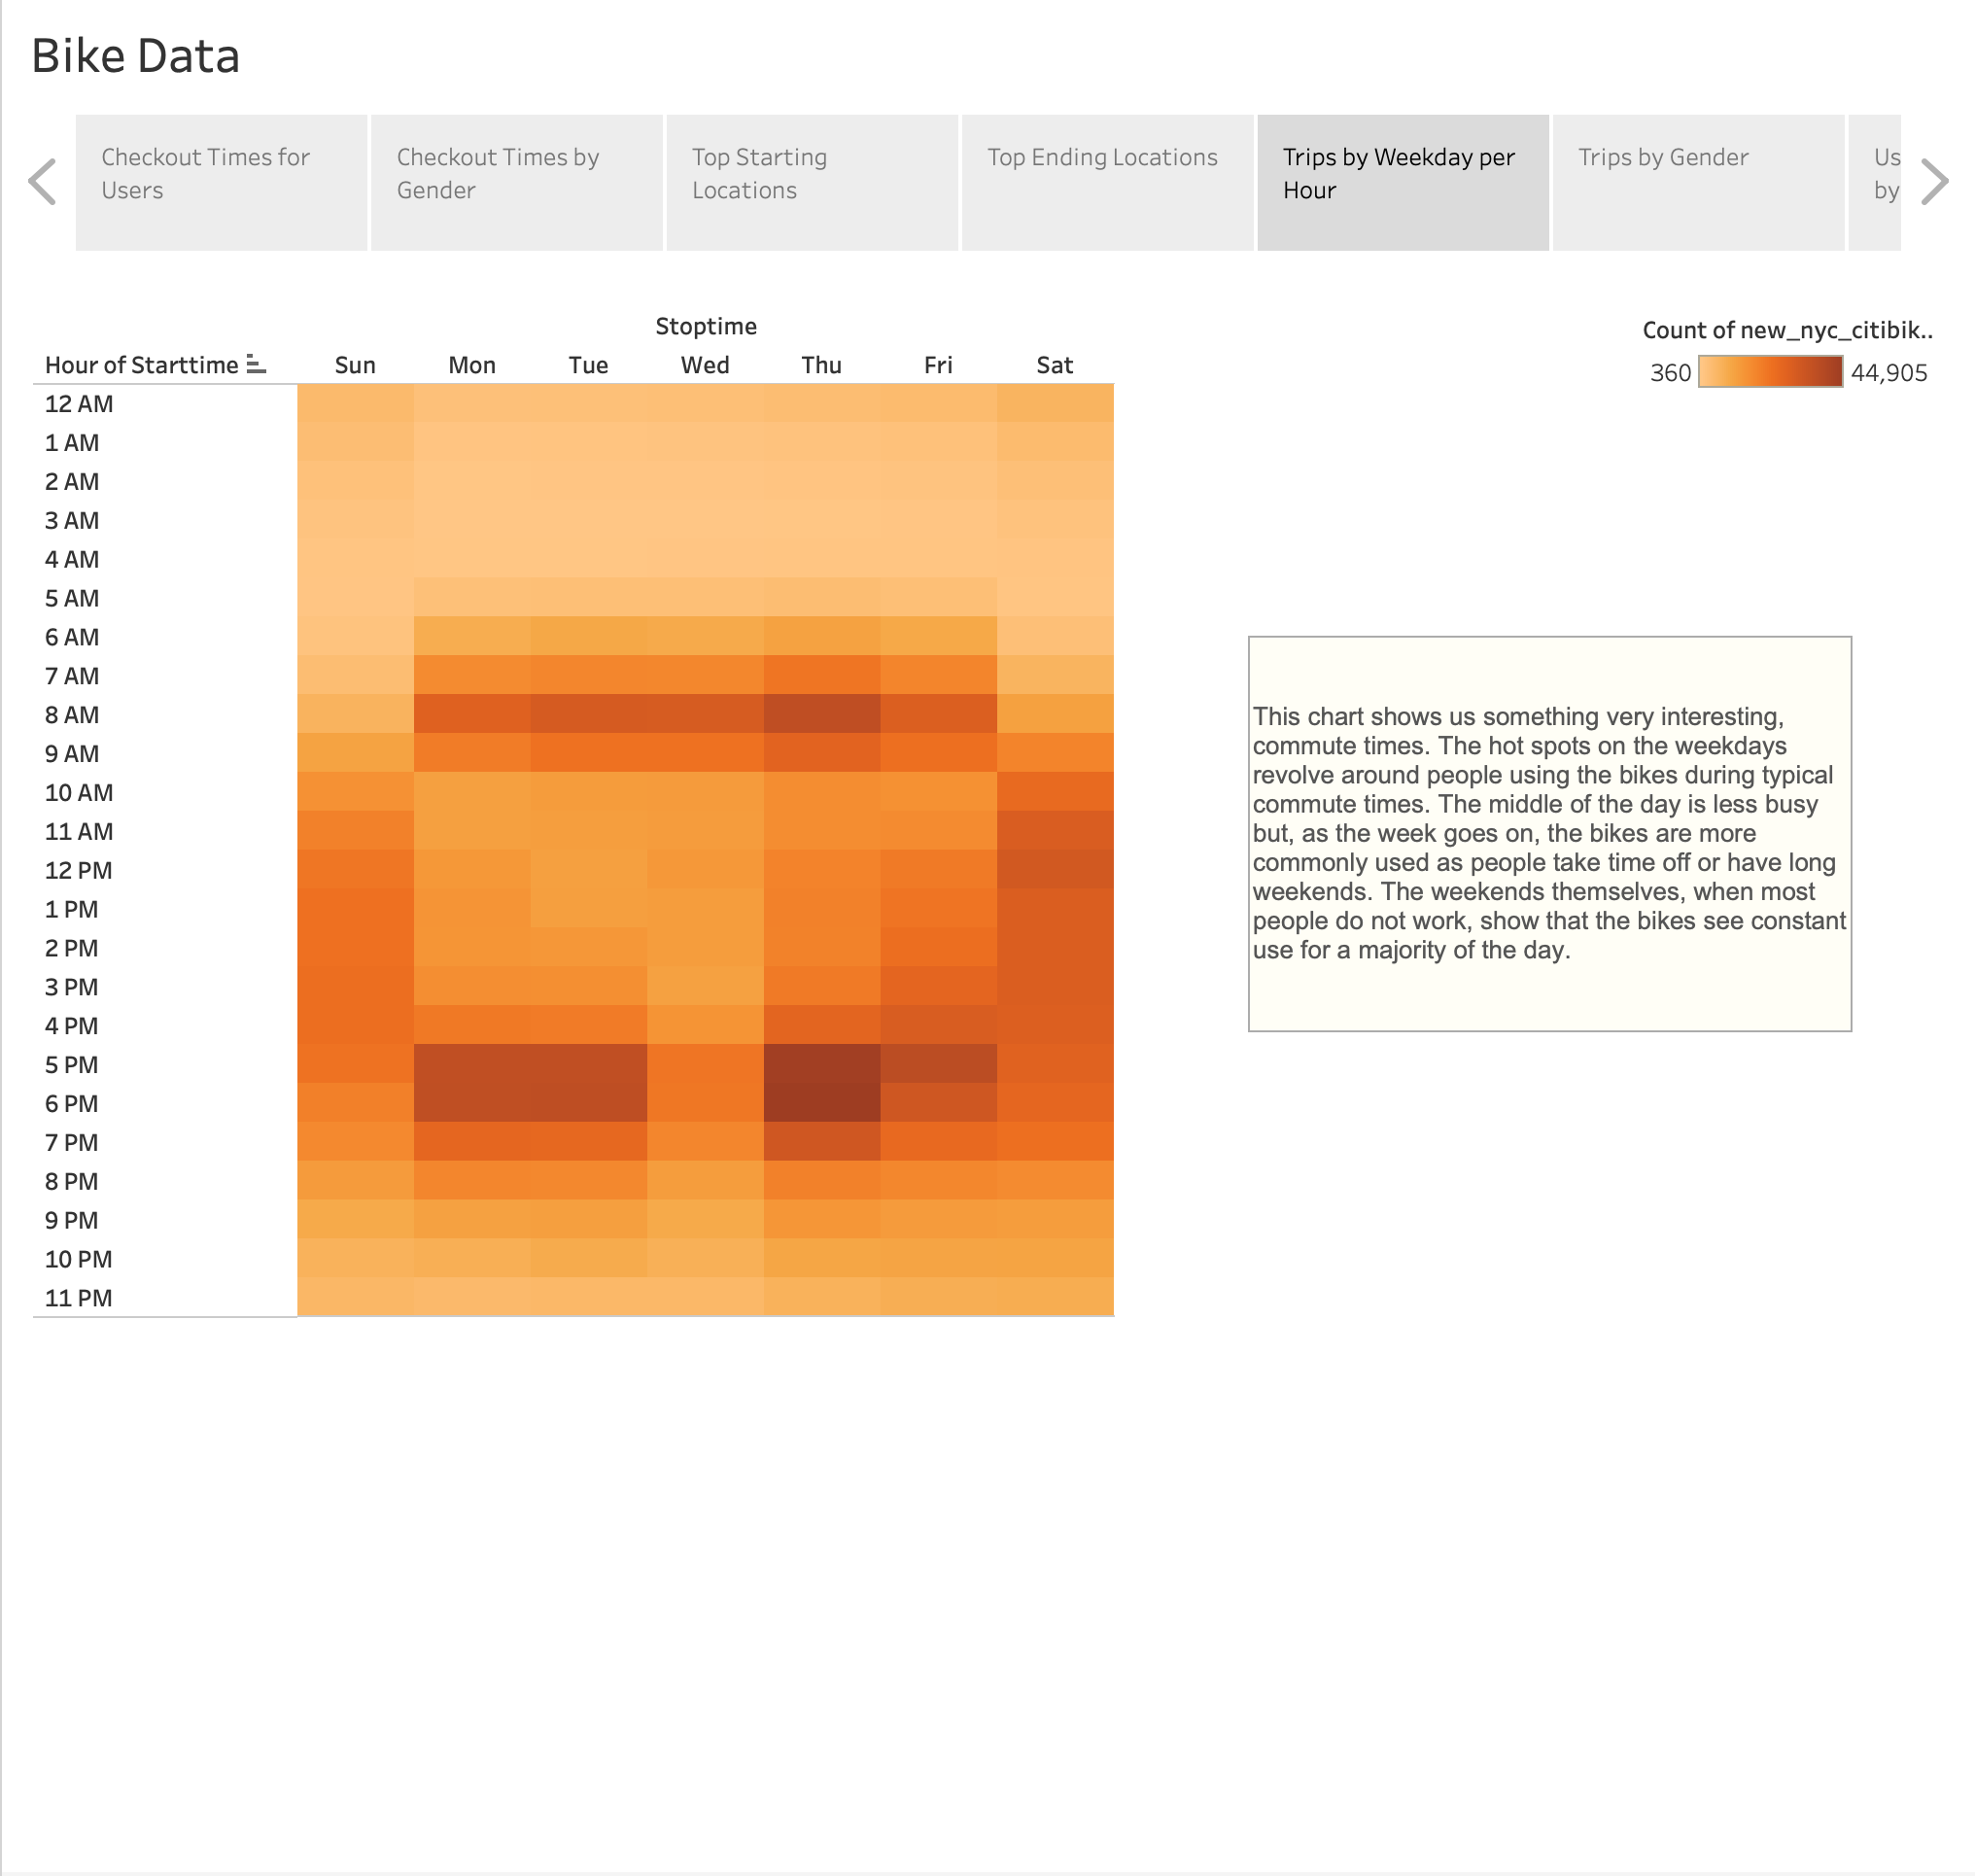 Bike Data
Checkout Times for
Users
Checkout Times by
Gender
Top Starting
Locations
Top Ending Locations
Trips by Weekday per
Hour
Trips by Gender
Us
by
Stoptime
Hour of Starttime
Sun Mon Tue Wed Thu Fri Sat
12 AM
1 AM
2 AM
3 AM
4 AM
5 AM
6 AM
7 AM
8 AM
9 AM
10 AM
11 AM
12 PM
1 PM
2 PM
3 PM
4 PM
5 PM
6 PM
7 PM
8 PM
9 PM
10 PM
11 PM
Count of new_nyc_citibik..
360 44,905
This chart shows us something very interesting,
commute times. The hot spots on the weekdays
revolve around people using the bikes during typical
commute times. The middle of the day is less busy
but, as the week goes on, the bikes are more
commonly used as people take time off or have long
weekends. The weekends themselves, when most
people do not work, show that the bikes see constant
use for a majority of the day.